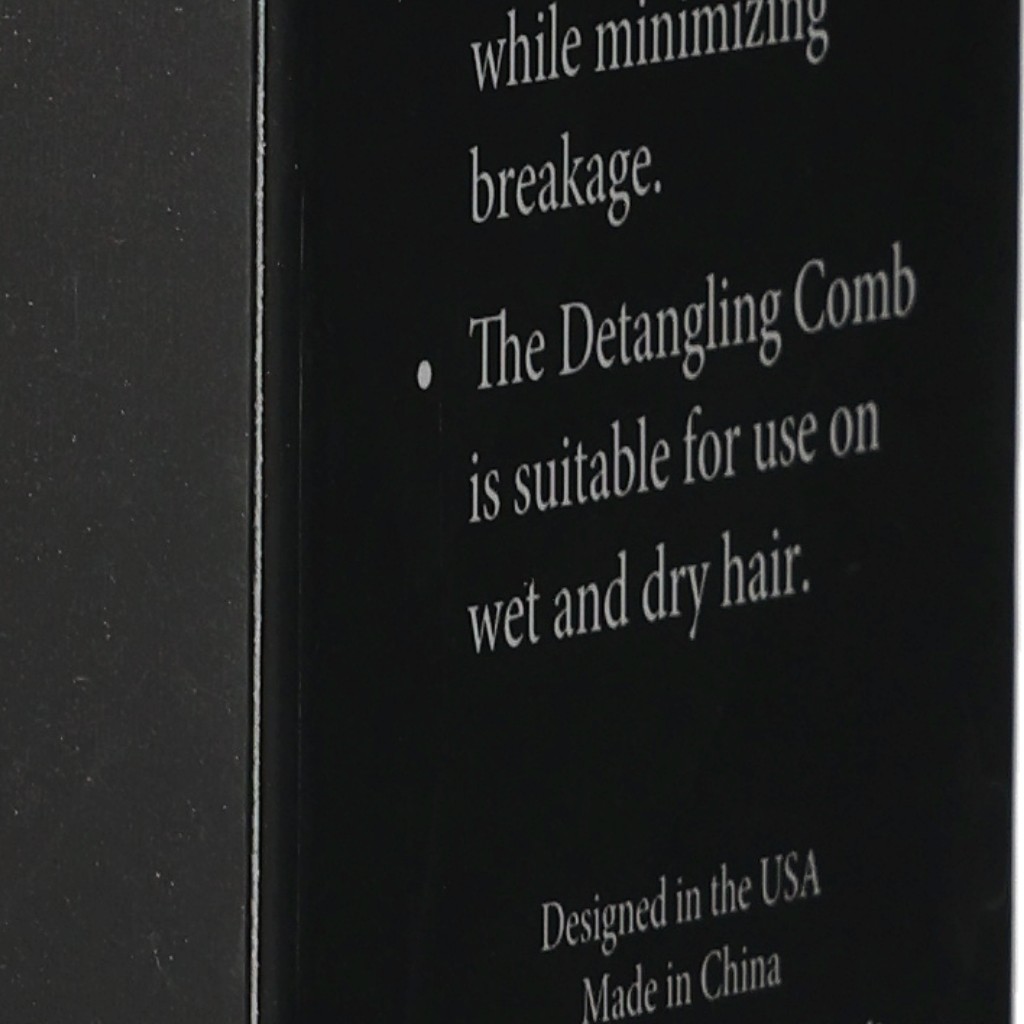 while minimizing
breakage.
• The Detangling Comb
is suitable for use on
wet and dry hair.
Designed in the USA
Made in China